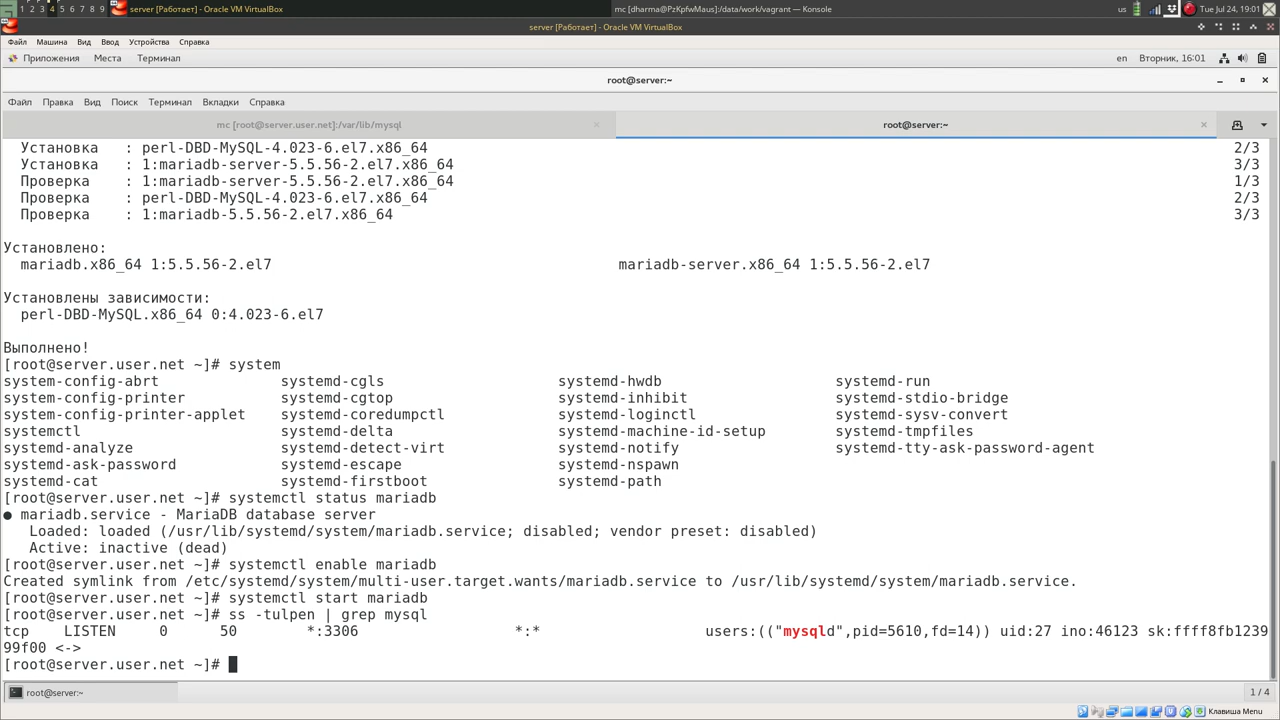 1 2 3 4 5 6 7 8 9 server [Работает] - Oracle VM VirtualBox mc [dharma@PzKpfwMaus]:/data/work/vagrant — Konsole us Tue Jul 24, 19:01
server [Работает] - Oracle VM VirtualBox
Файл Машина Вид Ввод Устройства Справка
Приложения Места Терминал en Вторник, 16:01
root@server:~
Файл Правка Вид Поиск Терминал Вкладки Справка
mc [root@server.user.net]:/var/lib/mysql root@server:~
Установка : perl-DBD-MySQL-4.023-6.el7.x86_64 2/3
Установка : 1:mariadb-server-5.5.56-2.el7.x86_64 3/3
Проверка : 1:mariadb-server-5.5.56-2.el7.x86_64 1/3
Проверка : perl-DBD-MySQL-4.023-6.el7.x86_64 2/3
Проверка : 1:mariadb-5.5.56-2.el7.x86_64 3/3
Установлено:
mariadb.x86_64 1:5.5.56-2.el7 mariadb-server.x86_64 1:5.5.56-2.el7
Установлены зависимости:
perl-DBD-MySQL.x86_64 0:4.023-6.el7
Выполнено!
[root@server.user.net ~]# system
system-config-abrt systemd-cgls systemd-hwdb systemd-run
system-config-printer systemd-cgtop systemd-inhibit systemd-stdio-bridge
system-config-printer-applet systemd-coredumpctl systemd-loginctl systemd-sysv-convert
systemctl systemd-delta systemd-machine-id-setup systemd-tmpfiles
systemd-analyze systemd-detect-virt systemd-notify systemd-tty-ask-password-agent
systemd-ask-password systemd-escape systemd-nspawn
systemd-cat systemd-firstboot systemd-path
[root@server.user.net ~]# systemctl status mariadb
● mariadb.service - MariaDB database server
Loaded: loaded (/usr/lib/systemd/system/mariadb.service; disabled; vendor preset: disabled)
Active: inactive (dead)
[root@server.user.net ~]# systemctl enable mariadb
Created symlink from /etc/systemd/system/multi-user.target.wants/mariadb.service to /usr/lib/systemd/system/mariadb.service.
[root@server.user.net ~]# systemctl start mariadb
[root@server.user.net ~]# ss -tulpen | grep mysql
tcp LISTEN 0 50 *:3306 *:* users:(("mysqld",pid=5610,fd=14)) uid:27 ino:46123 sk:ffff8fb1239
99f00 <->
[root@server.user.net ~]#
root@server:~ 1 / 4
Клавиша Menu